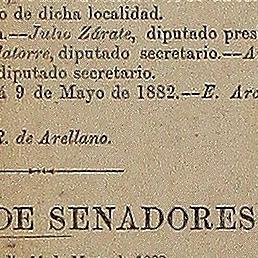 o de dicha localidad.
a.—Julio Zárate, diputado pres
latorre, diputado secretario.—A
diputado secretario.
á 9 de Mayo de 1882.—E. Arc
R. de Arellano.
DE SENADORES